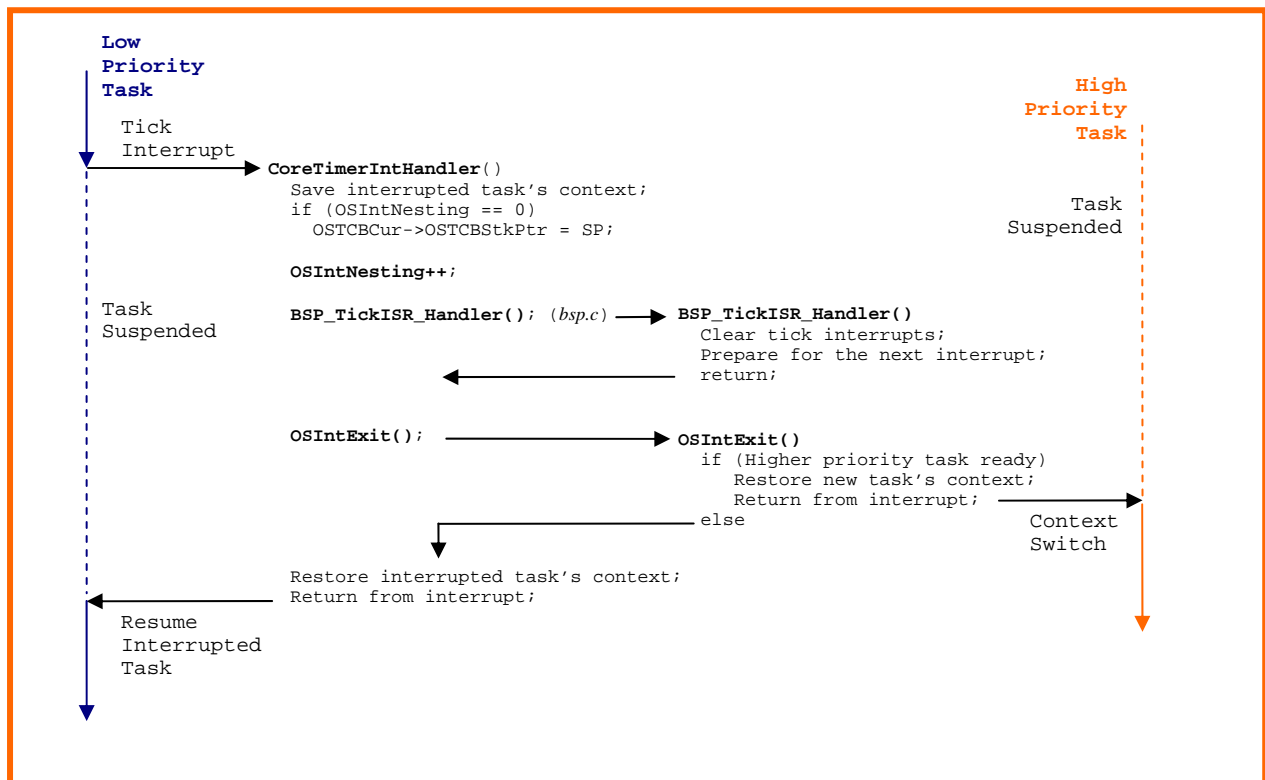 Low
Priority
Task
High
Priority
Task
Tick
Interrupt
CoreTimerIntHandler()
Save interrupted task's context;
if (OSIntNesting == 0)
OSTCBCur->OSTCBStkPtr = SP;
Task
Suspended
OSIntNesting++;
Task
Suspended
BSP_TickISR_Handler(); (bsp.c)
BSP_TickISR_Handler()
Clear tick interrupts;
Prepare for the next interrupt;
return;
OSIntExit();
OSIntExit()
if (Higher priority task ready)
Restore new task's context;
Return from interrupt;
else
Context
Switch
Restore interrupted task's context;
Return from interrupt;
Resume
Interrupted
Task